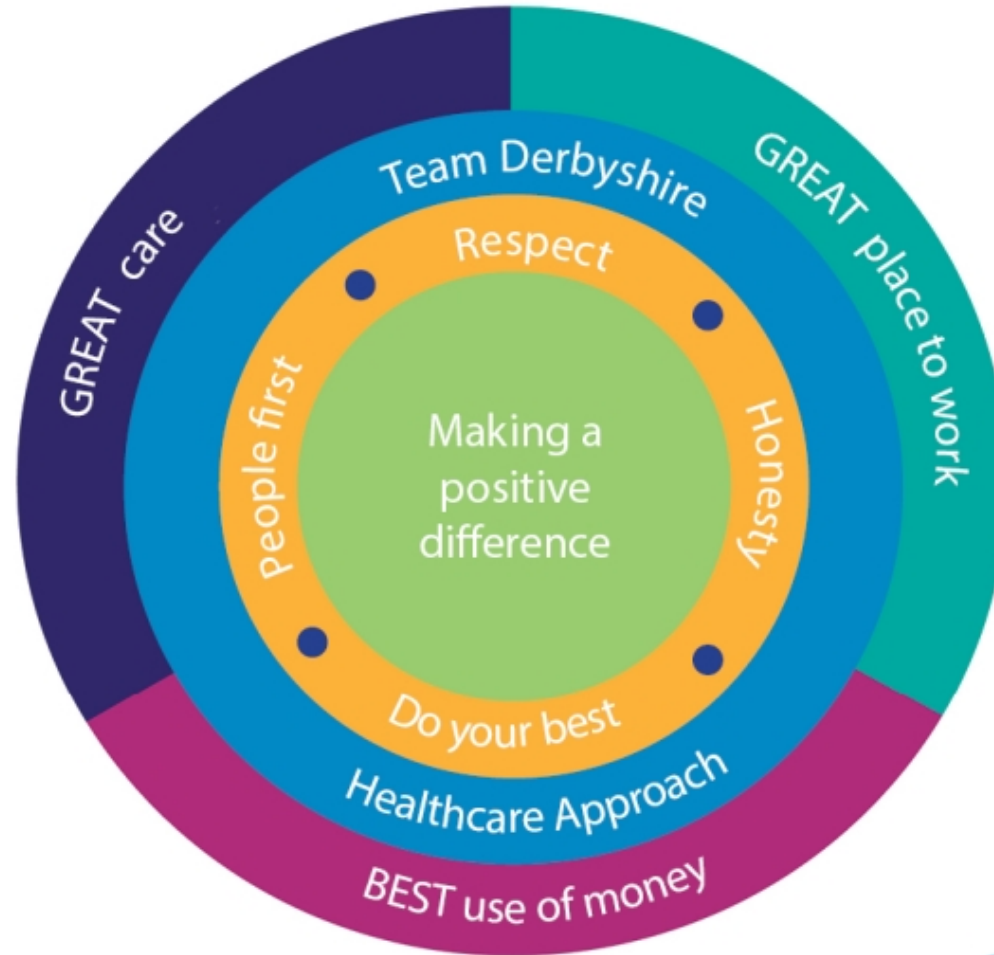 GREAT care
GREAT place to work
Team Derbyshire
Respect
People first
Honesty
Making a
positive
difference
Do your best
Healthcare Approach
BEST use of money